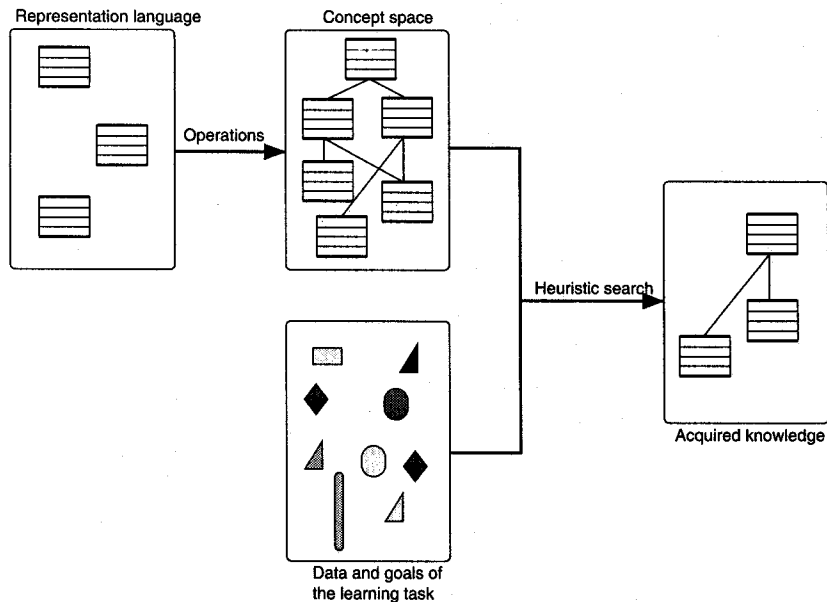 Representation language
Concept space
Operations
Heuristic search
Acquired knowledge
Data and goals of
the learning task